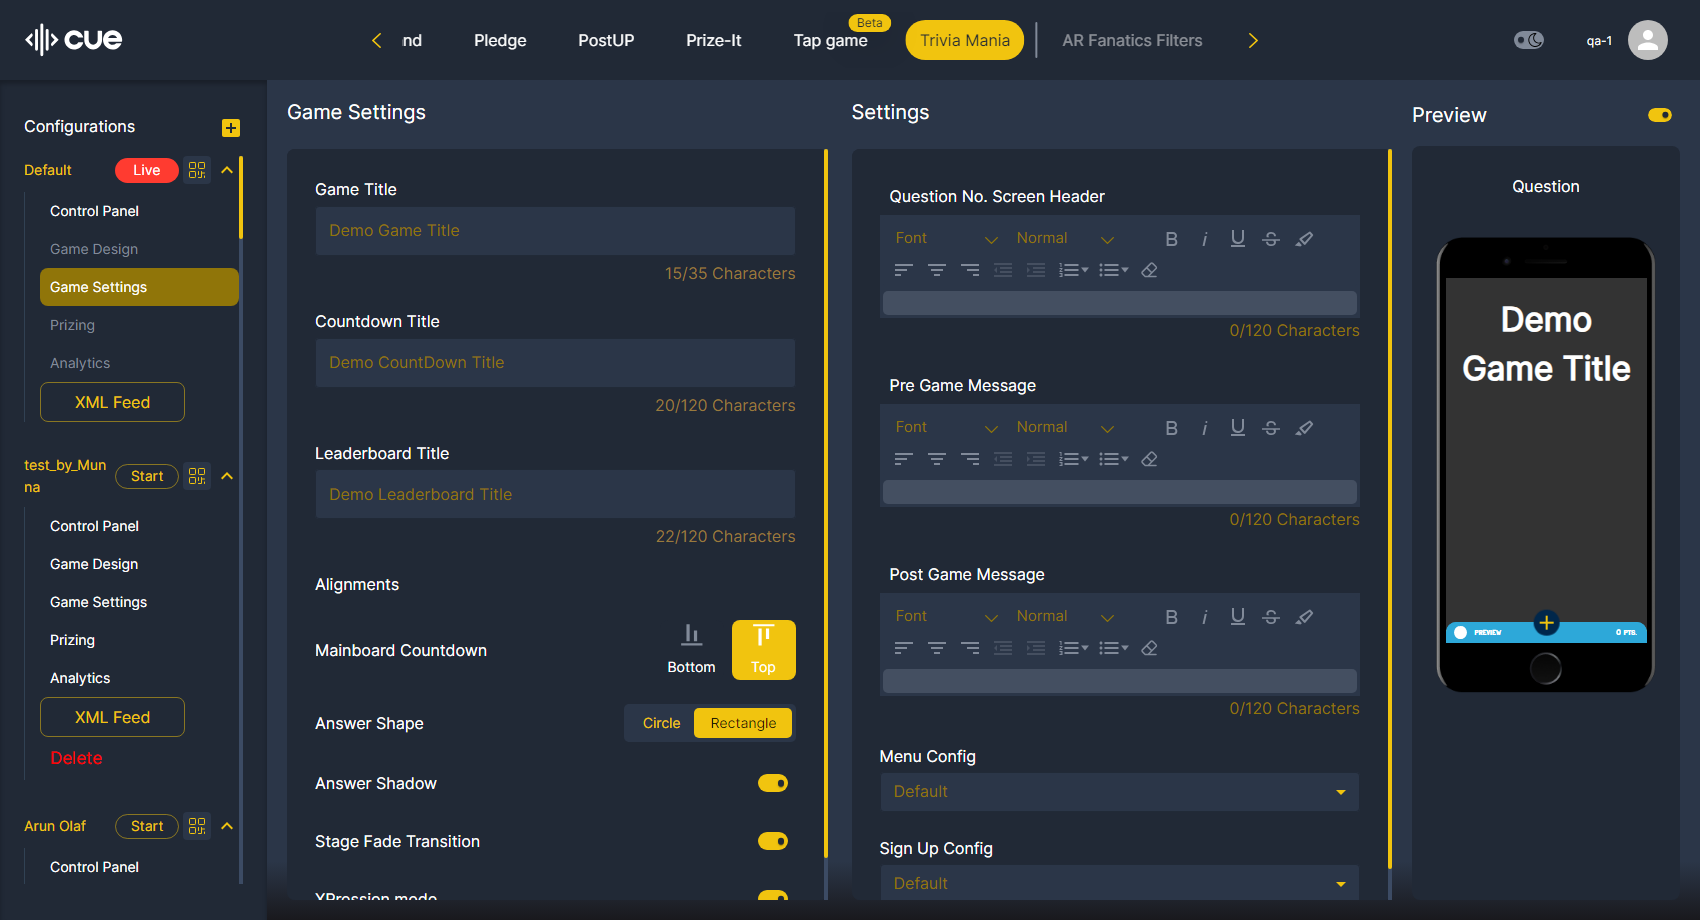 cue
nd
Pledge
PostUP
Prize-It
Tap game
Beta
Trivia Mania
AR Fanatics Filters
qa-1
Configurations
Default
Live
Control Panel
Game Design
Game Settings
Prizing
Analytics
XML Feed
test_by_Mun
na
Start
Control Panel
Game Design
Game Settings
Prizing
Analytics
XML Feed
Delete
Arun Olaf
Start
Control Panel
Game Settings
Game Title
Demo Game Title
15/35 Characters
Countdown Title
Demo CountDown Title
20/120 Characters
Leaderboard Title
Demo Leaderboard Title
22/120 Characters
Alignments
Mainboard Countdown
Bottom
Top
Answer Shape
Circle
Rectangle
Answer Shadow
Stage Fade Transition
XPression mode
Settings
Question No. Screen Header
Font
Normal
B
i
U
S
0/120 Characters
Pre Game Message
Font
Normal
B
i
U
S
0/120 Characters
Post Game Message
Font
Normal
B
i
U
S
0/120 Characters
Menu Config
Default
Sign Up Config
Default
Preview
Question
Demo
Game Title
PREVIEW
0 PTS.